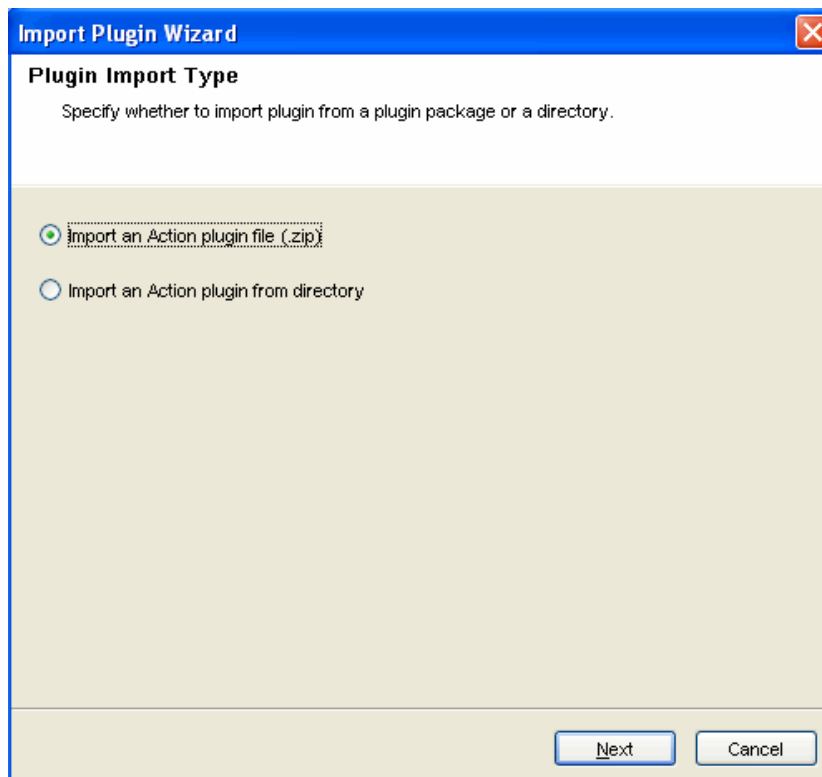 Import Plugin Wizard
Plugin Import Type
Specify whether to import plugin from a plugin package or a directory.
Import an Action plugin file (.zip)
Import an Action plugin from directory
Next
Cancel